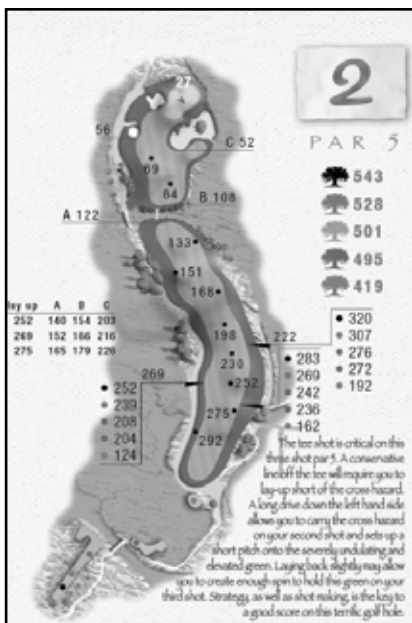 2
PAR 5
543
528
501
495
419
27
56
C 52
69
84
B 108
A 122
133
151
168
lay up A B C
252 140 154 203
269 152 166 216
275 165 179 226
198
230
222
269
252
275
292
320
307
276
272
192
283
269
242
236
162
252
239
208
204
124
The tee shot is critical on this
three shot par 5. A conservative
line off the tee will require you to
lay-up short of the cross hazard.
A long drive down the left hand side
allows you to carry the cross hazard
on your second shot and sets up a
short pitch onto the severely undulating and
elevated green. Laying back slightly may allow
you to create enough spin to hold this green on your
third shot. Strategy, as well as shot making, is the key to
a good score on this terrific golf hole.